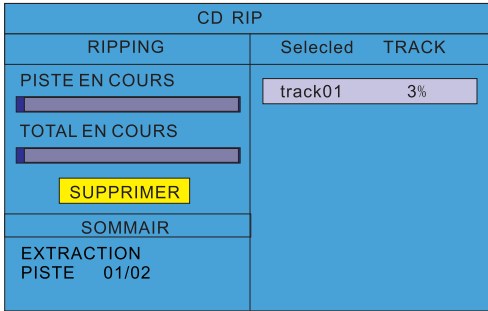 CD RIP
RIPPING
Selecled TRACK
PISTE EN COURS
track01 3%
TOTAL EN COURS
SUPPRIMER
SOMMAIR
EXTRACTION
PISTE 01/02